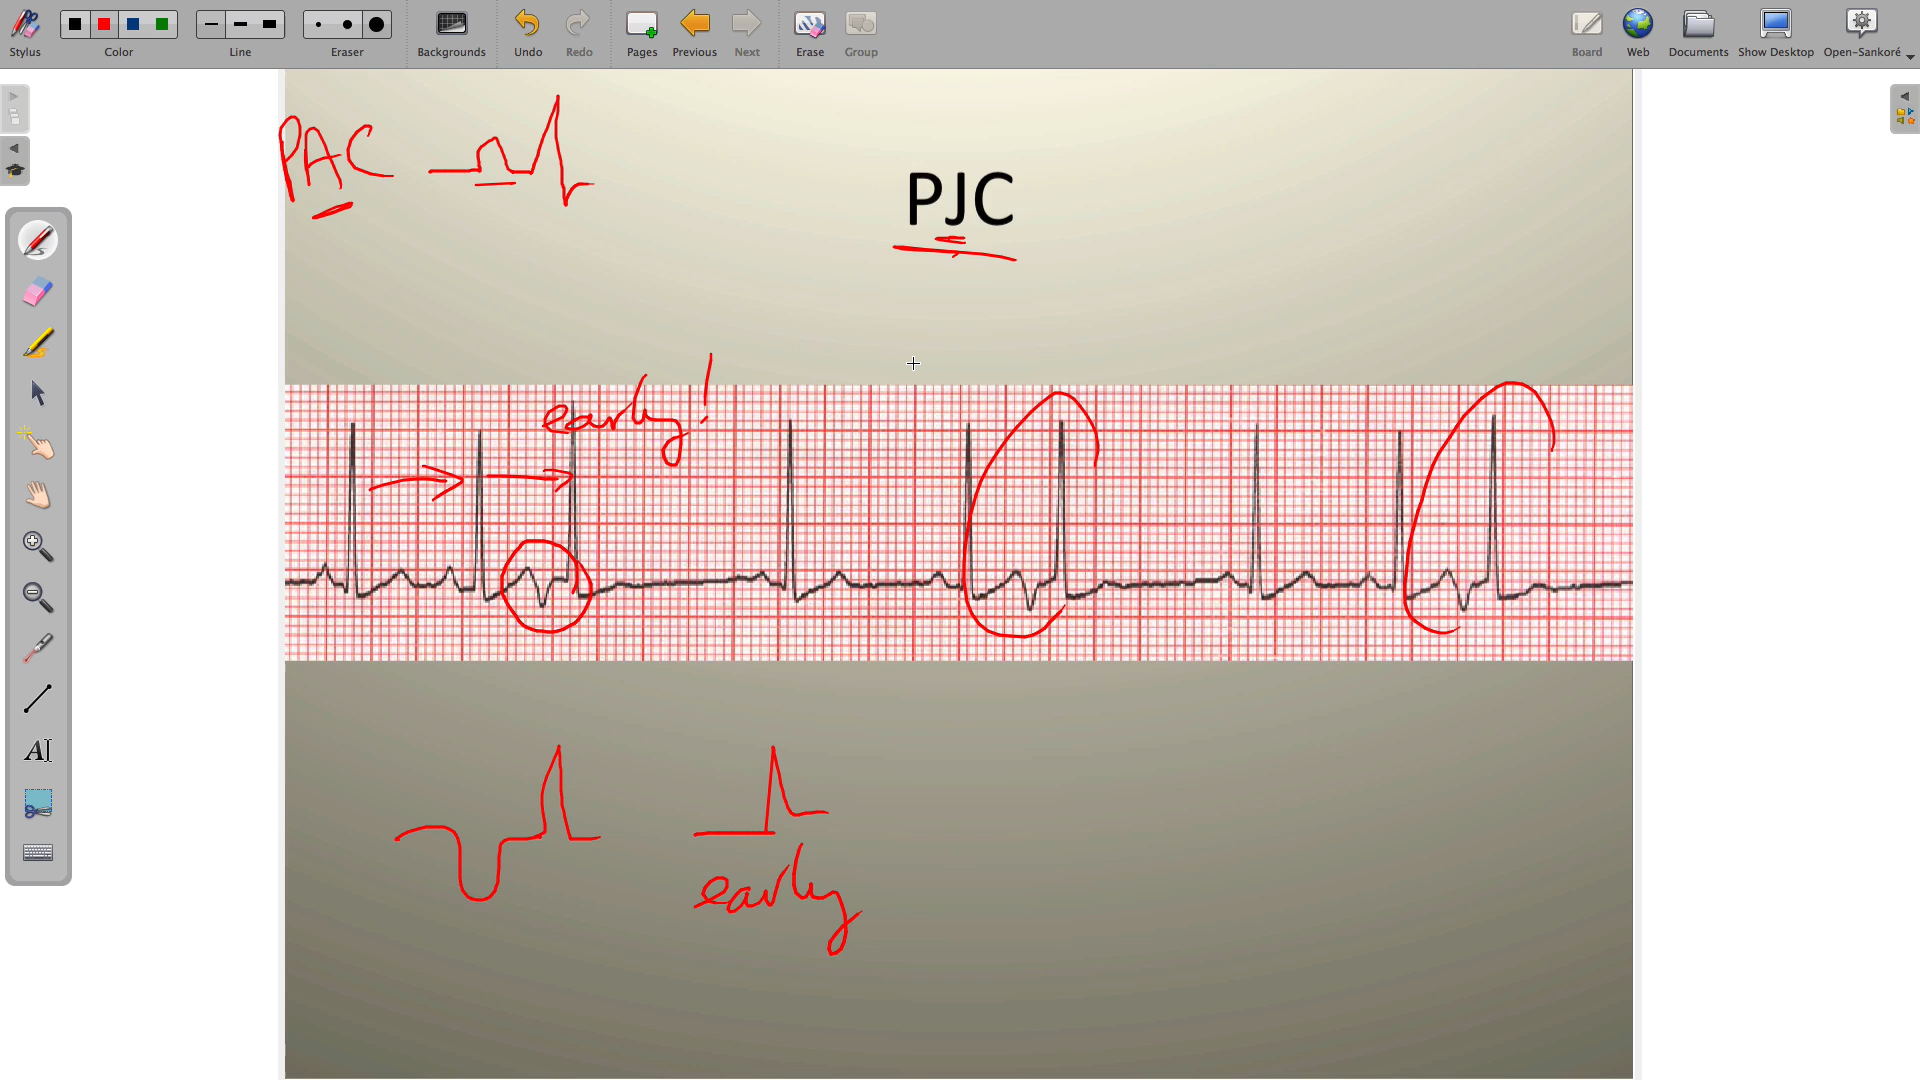 Stylus Color Line Eraser Backgrounds Undo Redo Pages Previous Next Erase Group Board Web Documents Show Desktop Open-Sankoré
PAC
PJC
early!
AI
early